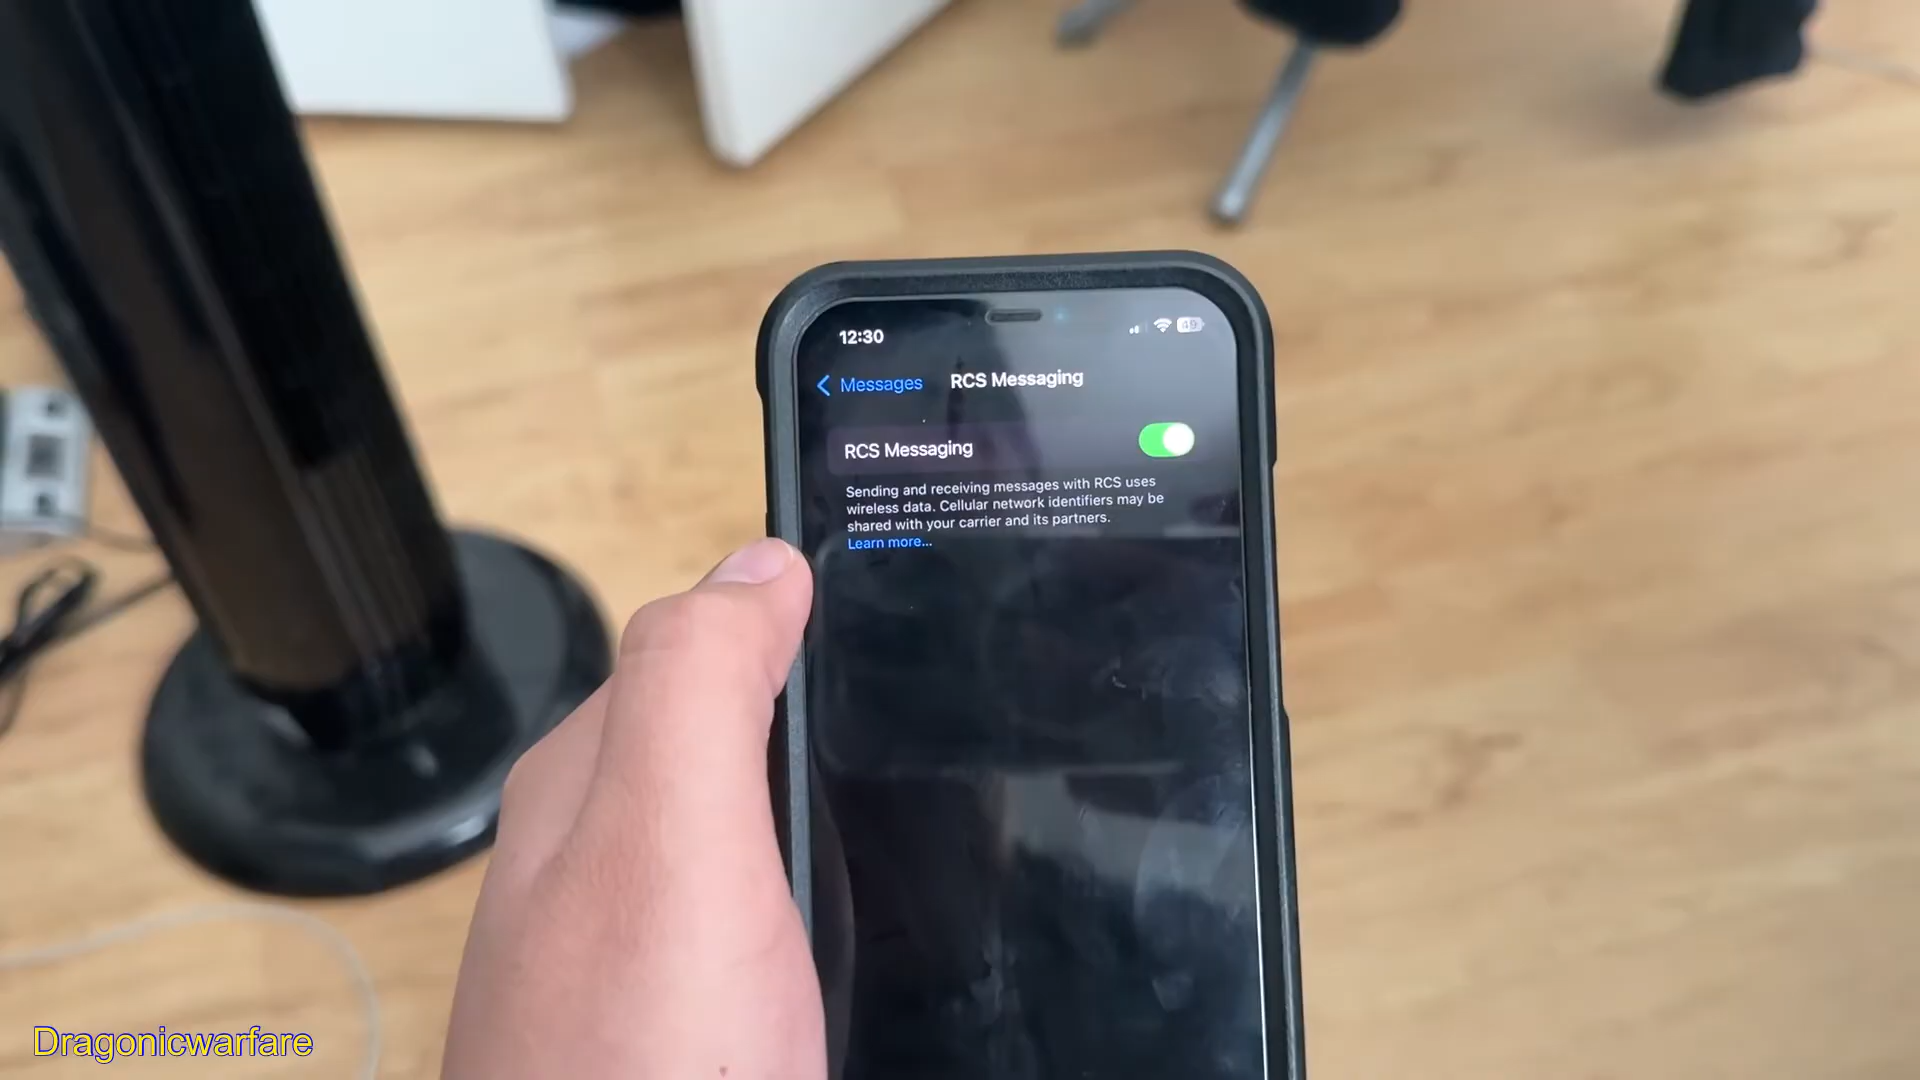 12:30
49
Messages
RCS Messaging
RCS Messaging
Sending and receiving messages with RCS uses
wireless data. Cellular network identifiers may be
shared with your carrier and its partners.
Learn more...
Dragonicwarfare